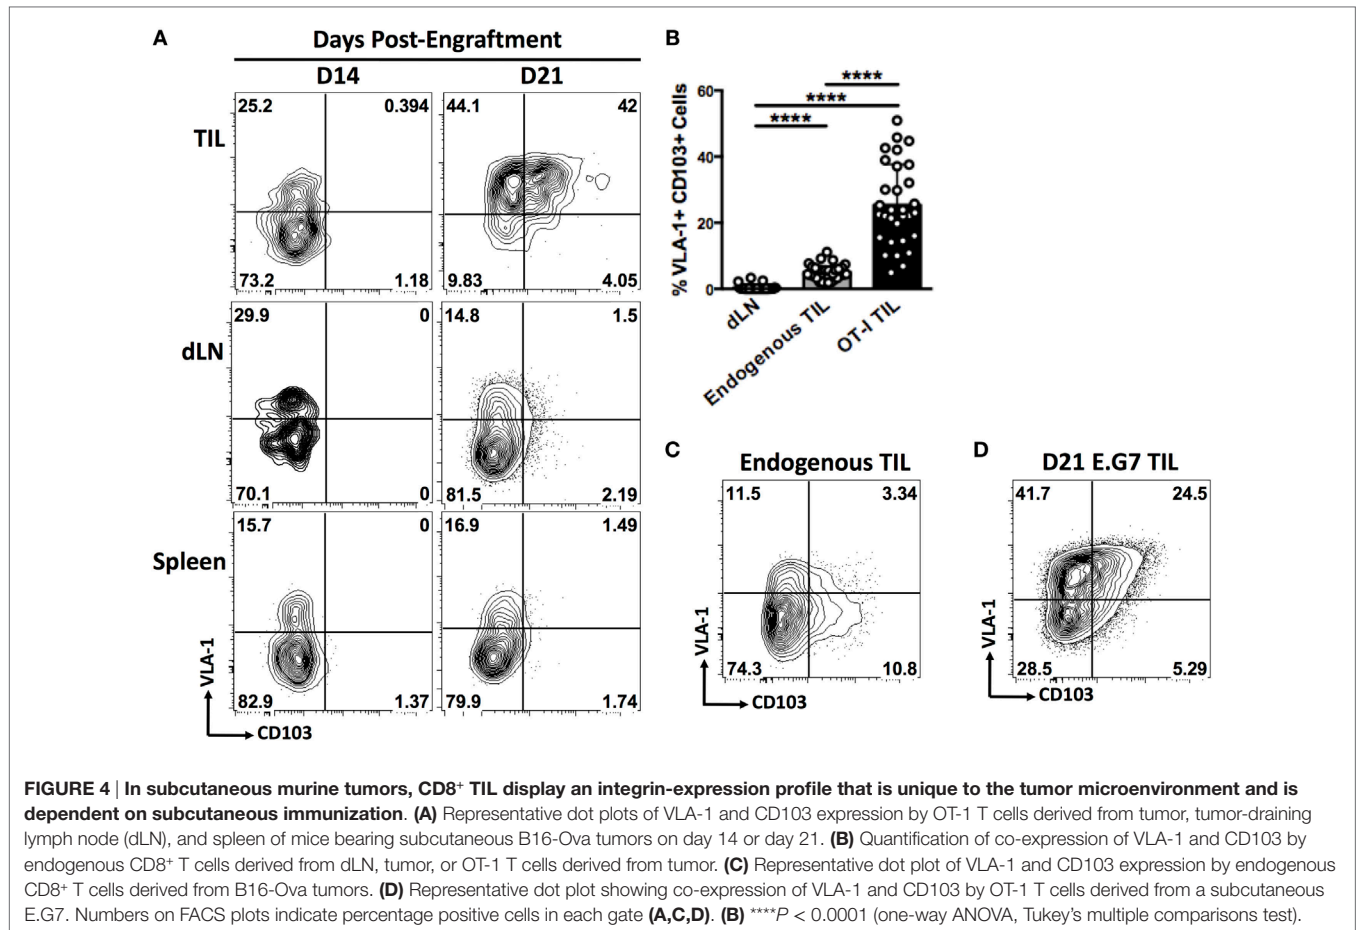 A
Days Post-Engraftment
D14
D21
TIL
25.2
0.394
73.2
1.18
44.1
42
9.83
4.05
dLN
29.9
0
70.1
0
14.8
1.5
81.5
2.19
Spleen
15.7
0
82.9
1.37
16.9
1.49
79.9
1.74
VLA-1
CD103
B
% VLA-1+ CD103+ Cells
60
40
20
0
****
****
****
dLN
Endogenous TIL
OT-I TIL
C
Endogenous TIL
11.5
3.34
74.3
10.8
VLA-1
CD103
D
D21 E.G7 TIL
41.7
24.5
28.5
5.29
VLA-1
CD103
FIGURE 4 | In subcutaneous murine tumors, CD8⁺ TIL display an integrin-expression profile that is unique to the tumor microenvironment and is
dependent on subcutaneous immunization. (A) Representative dot plots of VLA-1 and CD103 expression by OT-1 T cells derived from tumor, tumor-draining
lymph node (dLN), and spleen of mice bearing subcutaneous B16-Ova tumors on day 14 or day 21. (B) Quantification of co-expression of VLA-1 and CD103 by
endogenous CD8⁺ T cells derived from dLN, tumor, or OT-1 T cells derived from tumor. (C) Representative dot plot of VLA-1 and CD103 expression by endogenous
CD8⁺ T cells derived from B16-Ova tumors. (D) Representative dot plot showing co-expression of VLA-1 and CD103 by OT-1 T cells derived from a subcutaneous
E.G7. Numbers on FACS plots indicate percentage positive cells in each gate (A,C,D). (B) ****P < 0.0001 (one-way ANOVA, Tukey's multiple comparisons test).